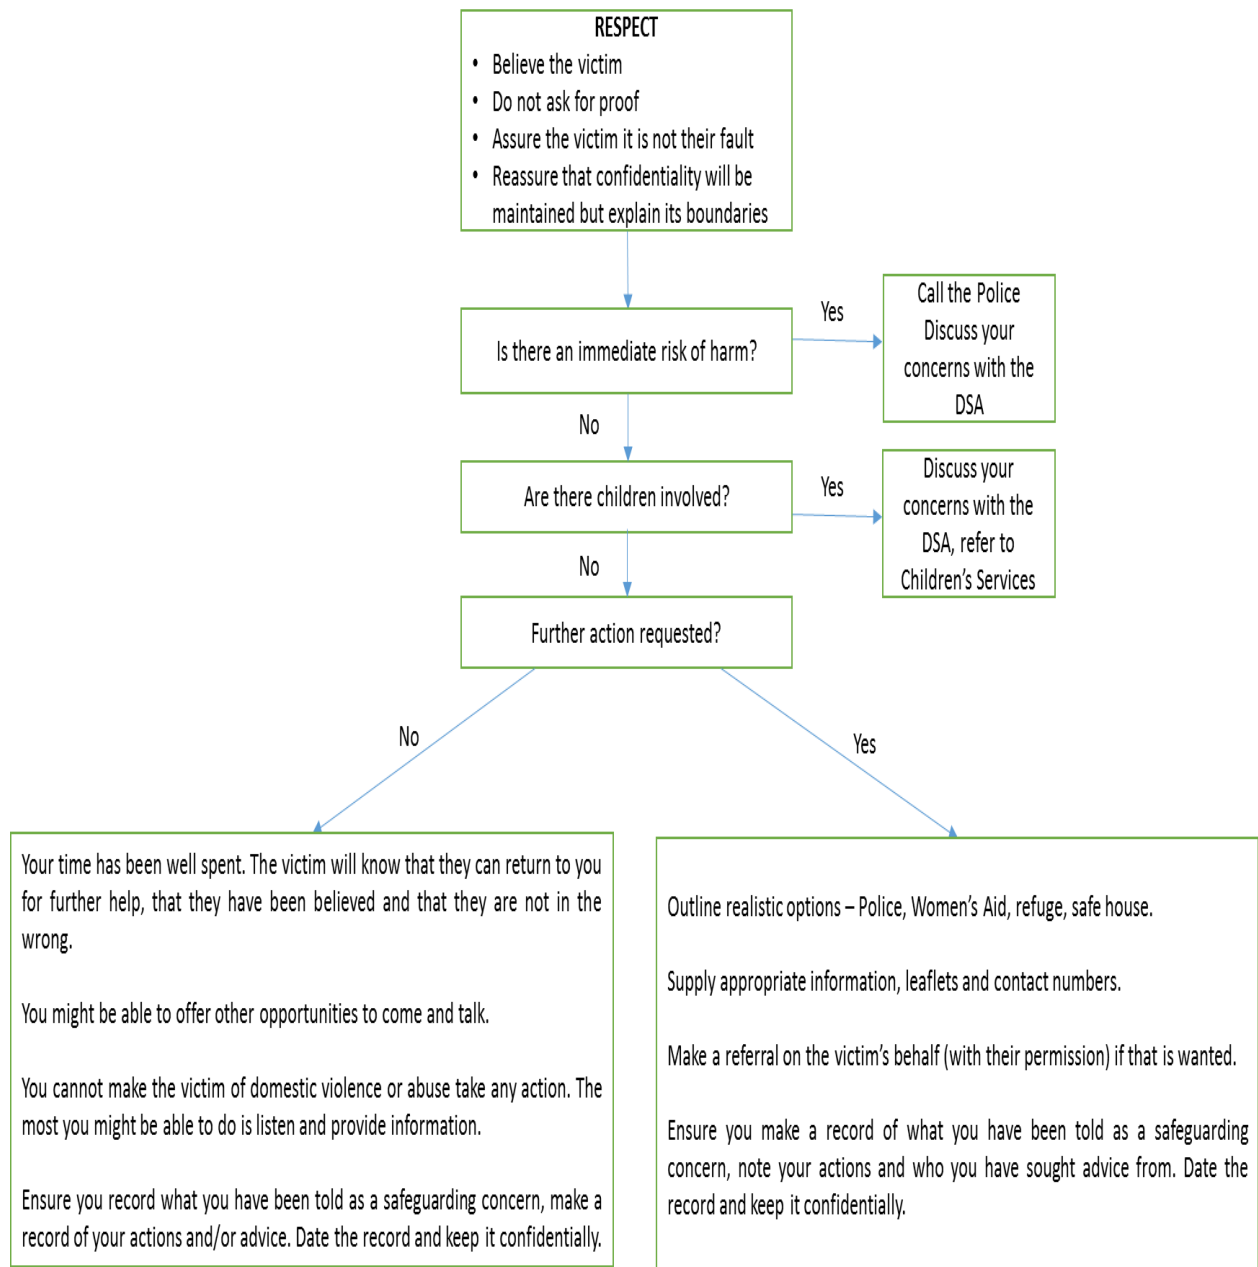 RESPECT
• Believe the victim
• Do not ask for proof
• Assure the victim it is not their fault
• Reassure that confidentiality will be
maintained but explain its boundaries
Is there an immediate risk of harm?
Yes
Call the Police
Discuss your
concerns with the
DSA
No
Are there children involved?
Yes
Discuss your
concerns with the
DSA, refer to
Children’s Services
No
Further action requested?
No
Yes
Your time has been well spent. The victim will know that they can return to you
for further help, that they have been believed and that they are not in the
wrong.
You might be able to offer other opportunities to come and talk.
You cannot make the victim of domestic violence or abuse take any action. The
most you might be able to do is listen and provide information.
Ensure you record what you have been told as a safeguarding concern, make a
record of your actions and/or advice. Date the record and keep it confidentially.
Outline realistic options – Police, Women’s Aid, refuge, safe house.
Supply appropriate information, leaflets and contact numbers.
Make a referral on the victim’s behalf (with their permission) if that is wanted.
Ensure you make a record of what you have been told as a safeguarding
concern, note your actions and who you have sought advice from. Date the
record and keep it confidentially.